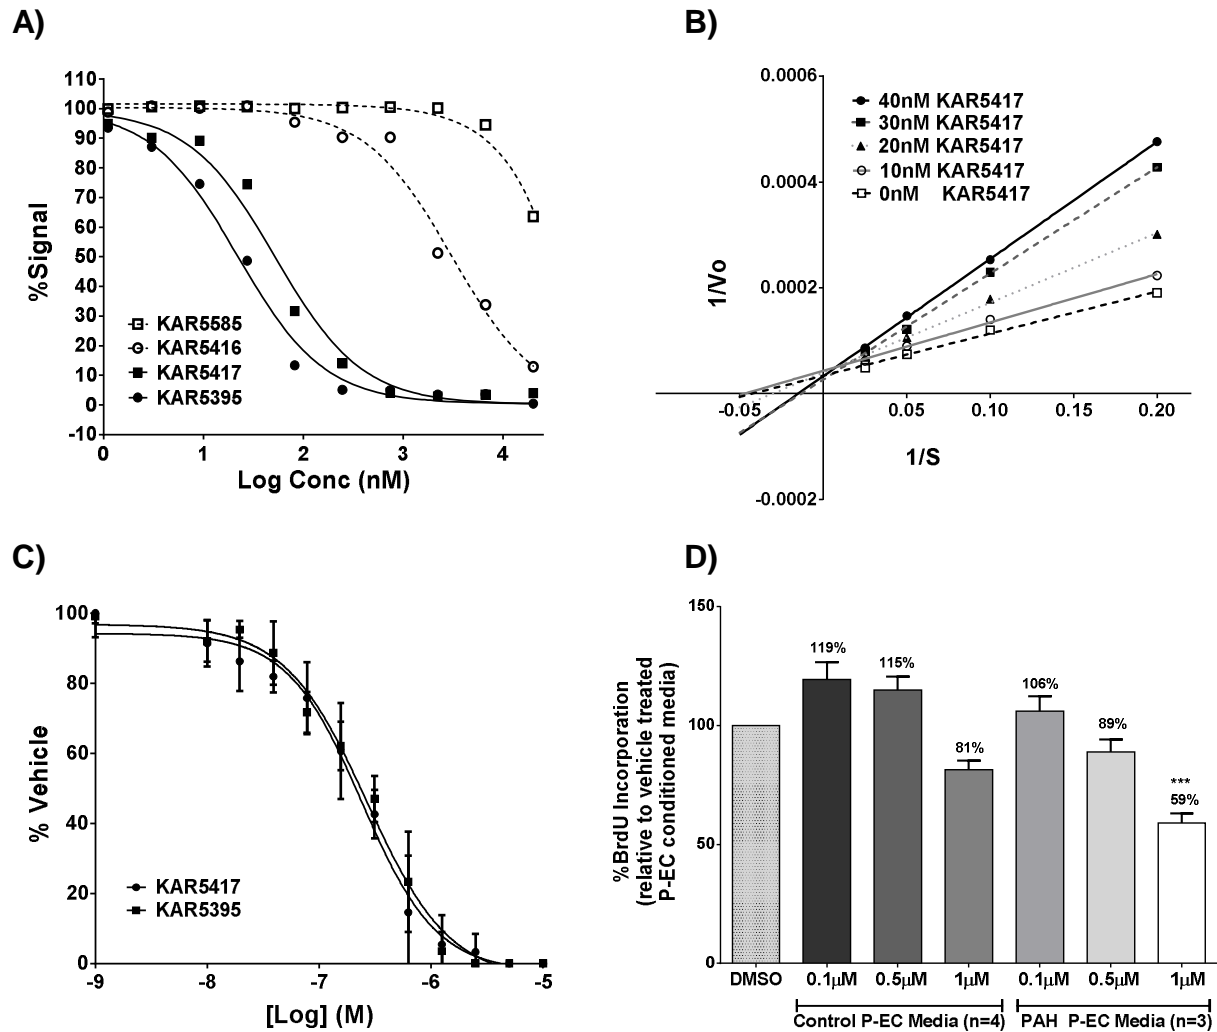 A)
110
100
90
80
70
60
50
40
30
20
10
0
-10
%Signal
KAR5585
KAR5416
KAR5417
KAR5395
0 1 2 3 4
Log Conc (nM)
B)
0.0006
0.0004
0.0002
-0.0002
1/Vo
40nM KAR5417
30nM KAR5417
20nM KAR5417
10nM KAR5417
0nM KAR5417
-0.05 0.05 0.10 0.15 0.20
1/S
C)
100
80
60
40
20
0
% Vehicle
KAR5417
KAR5395
-9 -8 -7 -6 -5
[Log] (M)
D)
150
100
50
0
%BrdU Incorporation
(relative to vehicle treated
P-EC conditioned media)
119%
115%
81%
106%
89%
***
59%
DMSO 0.1µM 0.5µM 1µM 0.1µM 0.5µM 1µM
Control P-EC Media (n=4) PAH P-EC Media (n=3)